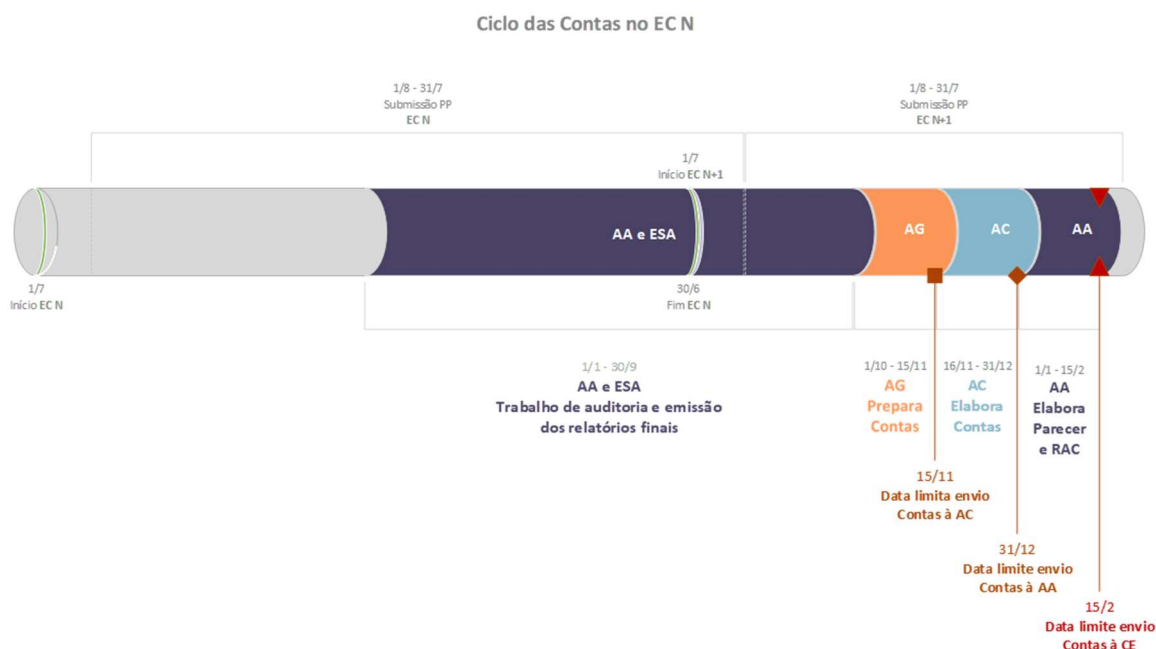 Ciclo das Contas no EC N
1/8 - 31/7
Submissão PP
EC N
1/8 - 31/7
Submissão PP
EC N+1
1/7
Início EC N+1
AA e ESA
AG
AC
AA
1/7
Início EC N
30/6
Fim EC N
1/1 - 30/9
AA e ESA
Trabalho de auditoria e emissão
dos relatórios finais
1/10 - 15/11
AG
Prepara
Contas
16/11 - 31/12
AC
Elabora
Contas
1/1 - 15/2
AA
Elabora
Parecer
e RAC
15/11
Data limita envio
Contas à AC
31/12
Data limite envio
Contas à AA
15/2
Data limite envio
Contas à CE